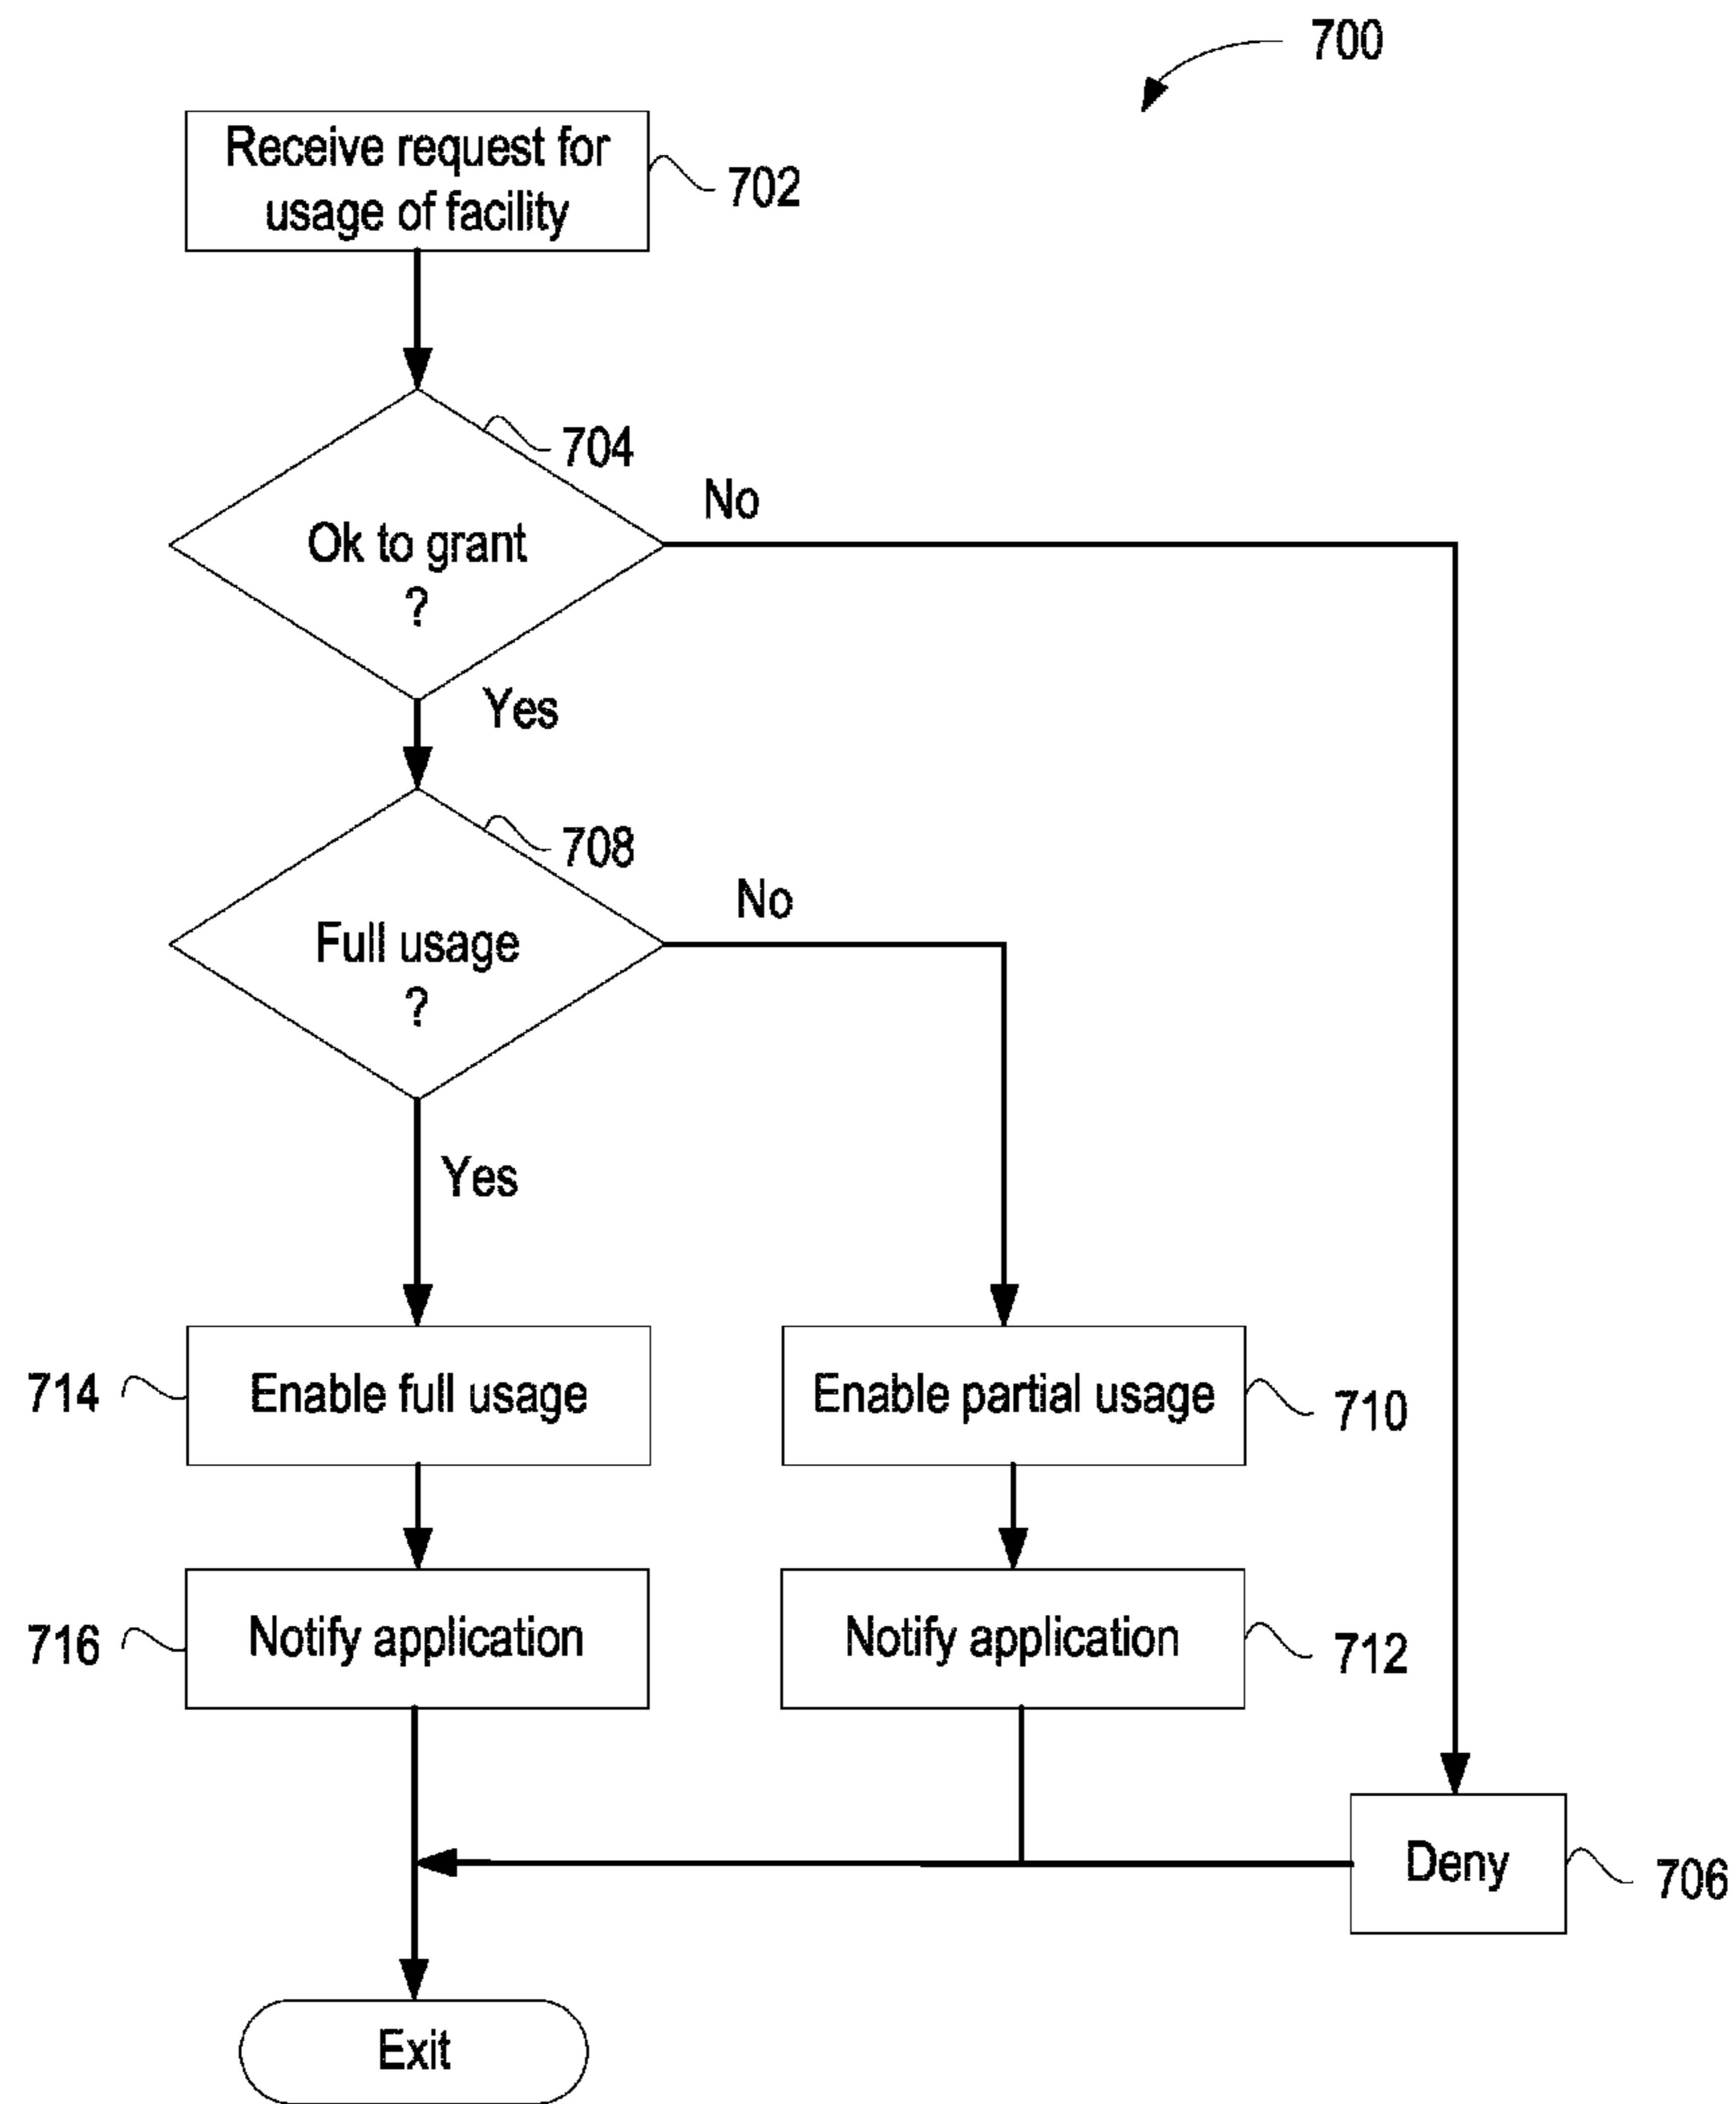 700
Receive request for
usage of facility
702
704
Ok to grant
?
No
Yes
708
Full usage
?
No
Yes
714
Enable full usage
Enable partial usage
710
716
Notify application
Notify application
712
Deny
706
Exit